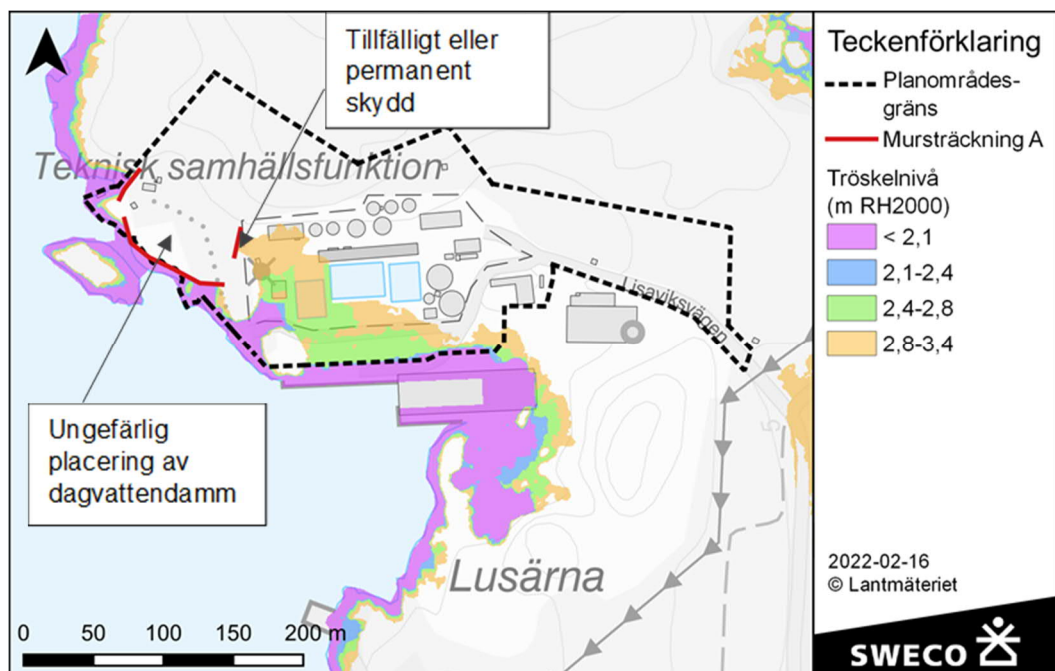 Tillfälligt eller
permanent
skydd
Teknisk samhällsfunktion
Lisaviksvägen
Ungefärlig
placering av
dagvattendamm
5
Lusärna
0 50 100 150 200 m
Teckenförklaring
Planområdes-
gräns
Mursträckning A
Tröskelnivå
(m RH2000)
< 2,1
2,1-2,4
2,4-2,8
2,8-3,4
2022-02-16
© Lantmäteriet
SWECO